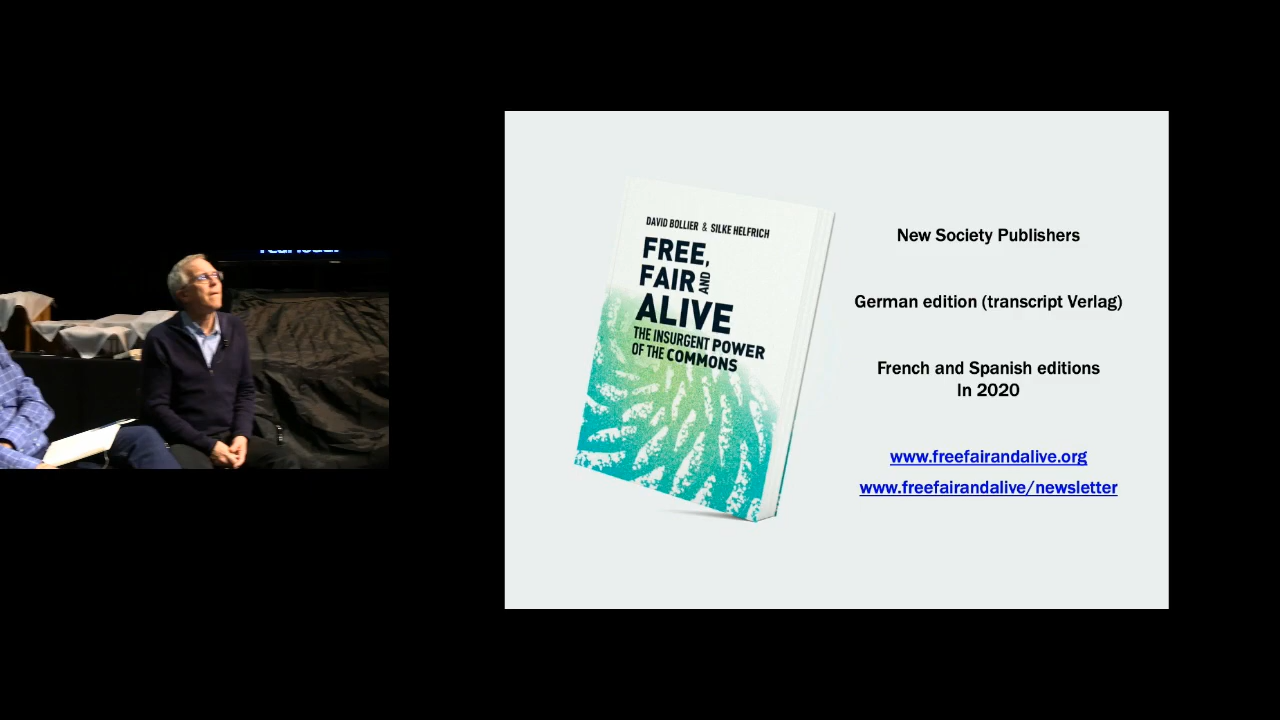 DAVID BOLLIER & SILKE HELFRICH
FREE,
FAIR AND
ALIVE
THE INSURGENT POWER
OF THE COMMONS
New Society Publishers
German edition (transcript Verlag)
French and Spanish editions
In 2020
www.freefairandalive.org
www.freefairandalive/newsletter